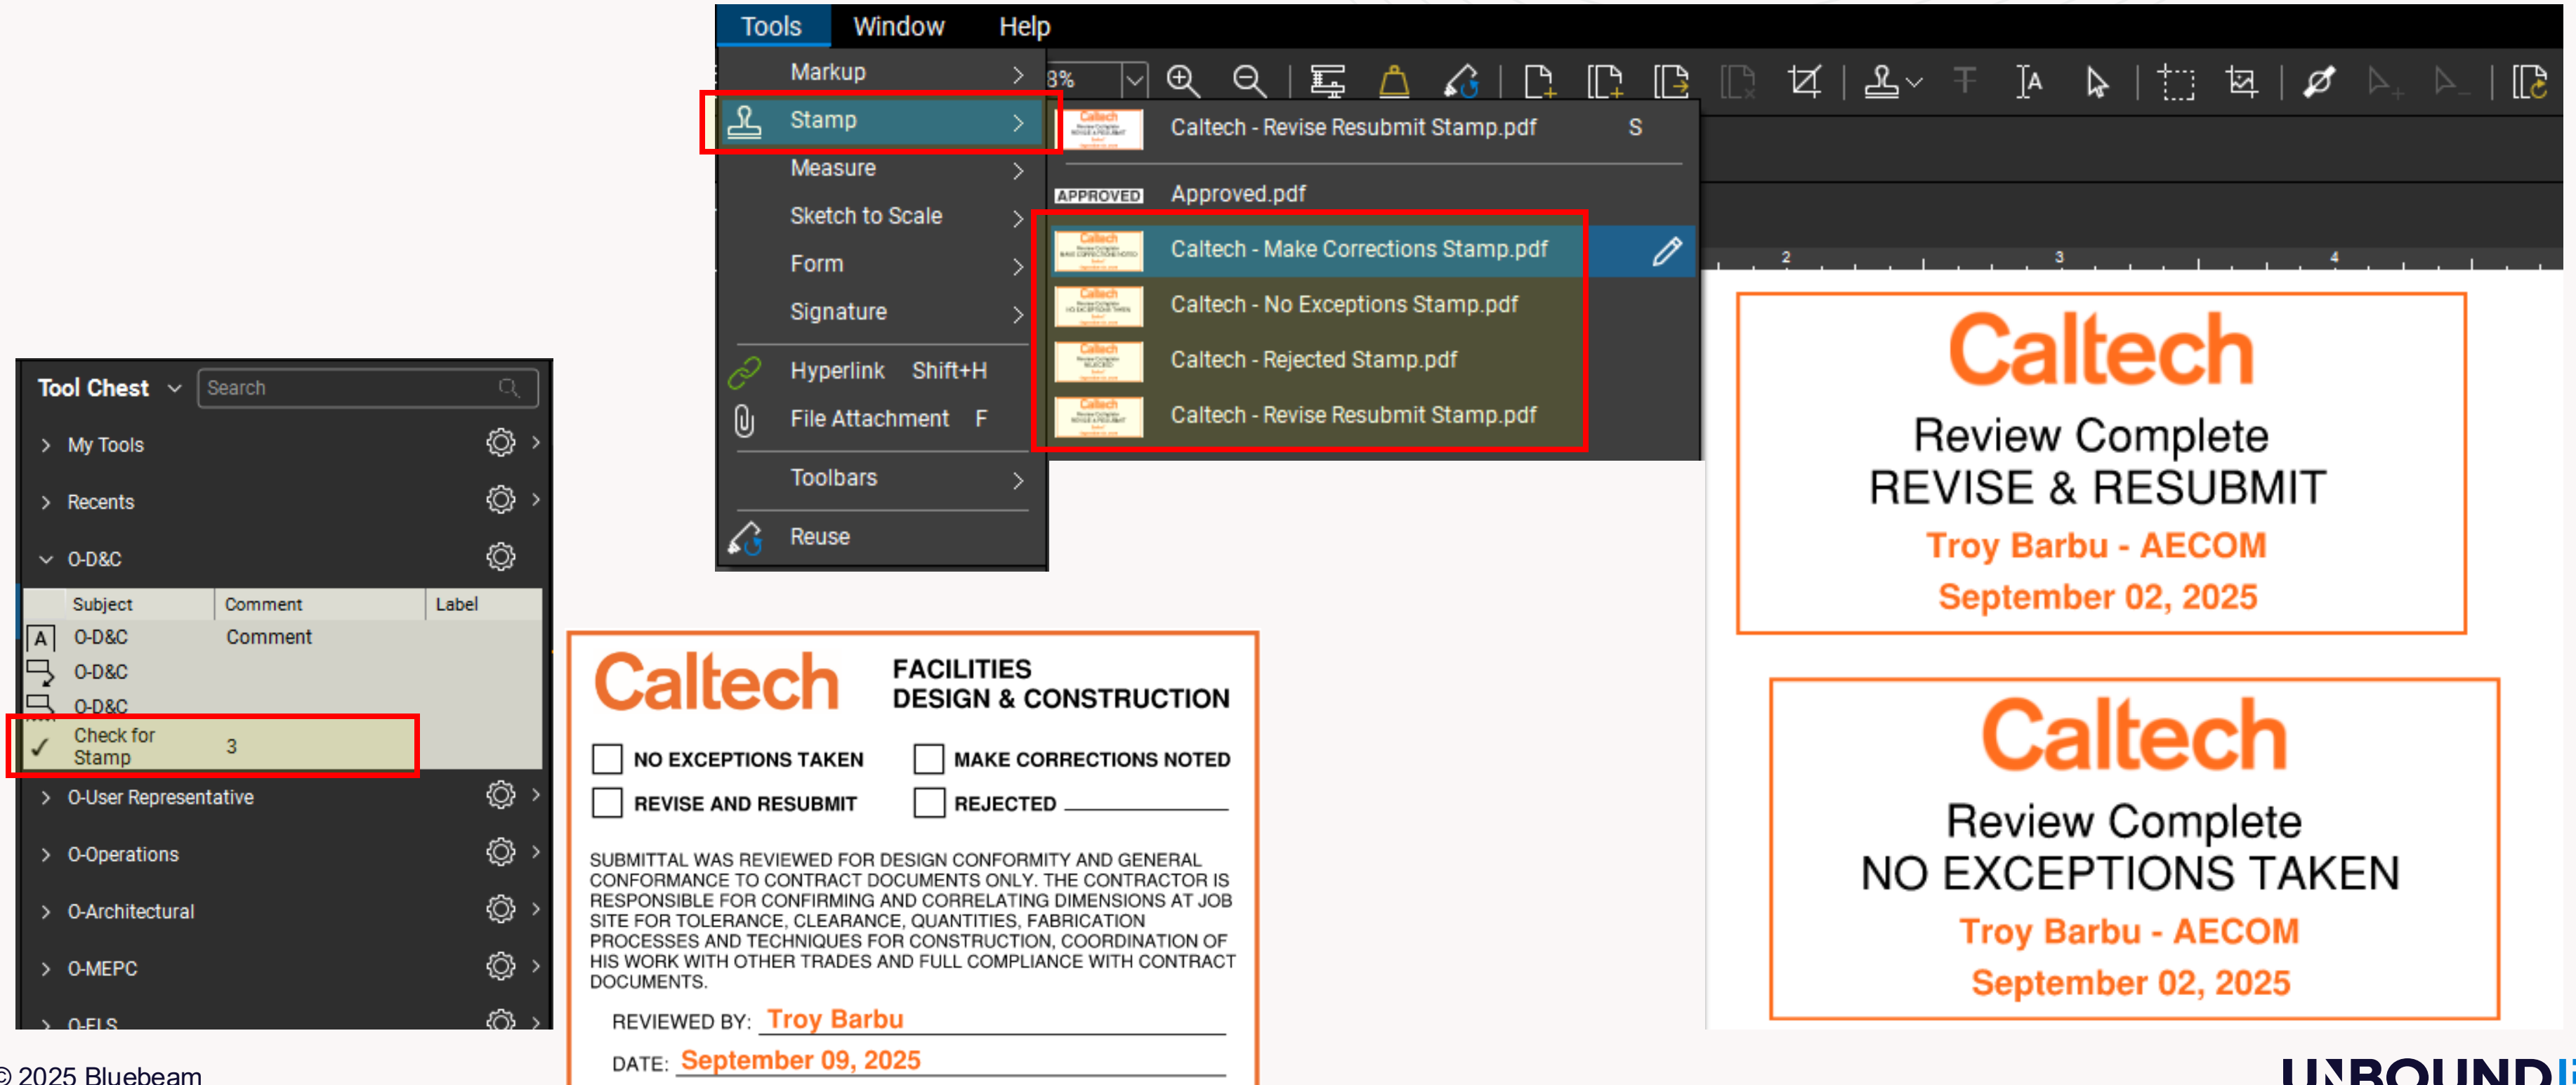 Tools Window Help
Markup
Stamp
Measure
Sketch to Scale
Form
Signature
Hyperlink Shift+H
File Attachment F
Toolbars
Reuse
8%
Caltech - Revise Resubmit Stamp.pdf S
APPROVED Approved.pdf
Caltech - Make Corrections Stamp.pdf
Caltech - No Exceptions Stamp.pdf
Caltech - Rejected Stamp.pdf
Caltech - Revise Resubmit Stamp.pdf
2 3 4
Caltech
Review Complete
REVISE & RESUBMIT
Troy Barbu - AECOM
September 02, 2025
Caltech
Review Complete
NO EXCEPTIONS TAKEN
Troy Barbu - AECOM
September 02, 2025
Tool Chest Search
My Tools
Recents
O-D&C
Subject Comment Label
A O-D&C Comment
O-D&C
O-D&C
Check for
Stamp 3
O-User Representative
O-Operations
O-Architectural
O-MEPC
Caltech
FACILITIES
DESIGN & CONSTRUCTION
NO EXCEPTIONS TAKEN MAKE CORRECTIONS NOTED
REVISE AND RESUBMIT REJECTED
SUBMITTAL WAS REVIEWED FOR DESIGN CONFORMITY AND GENERAL
CONFORMANCE TO CONTRACT DOCUMENTS ONLY. THE CONTRACTOR IS
RESPONSIBLE FOR CONFIRMING AND CORRELATING DIMENSIONS AT JOB
SITE FOR TOLERANCE, CLEARANCE, QUANTITIES, FABRICATION
PROCESSES AND TECHNIQUES FOR CONSTRUCTION, COORDINATION OF
HIS WORK WITH OTHER TRADES AND FULL COMPLIANCE WITH CONTRACT
DOCUMENTS.
REVIEWED BY: Troy Barbu
DATE: September 09, 2025
© 2025 Bluebeam
UNBOUND